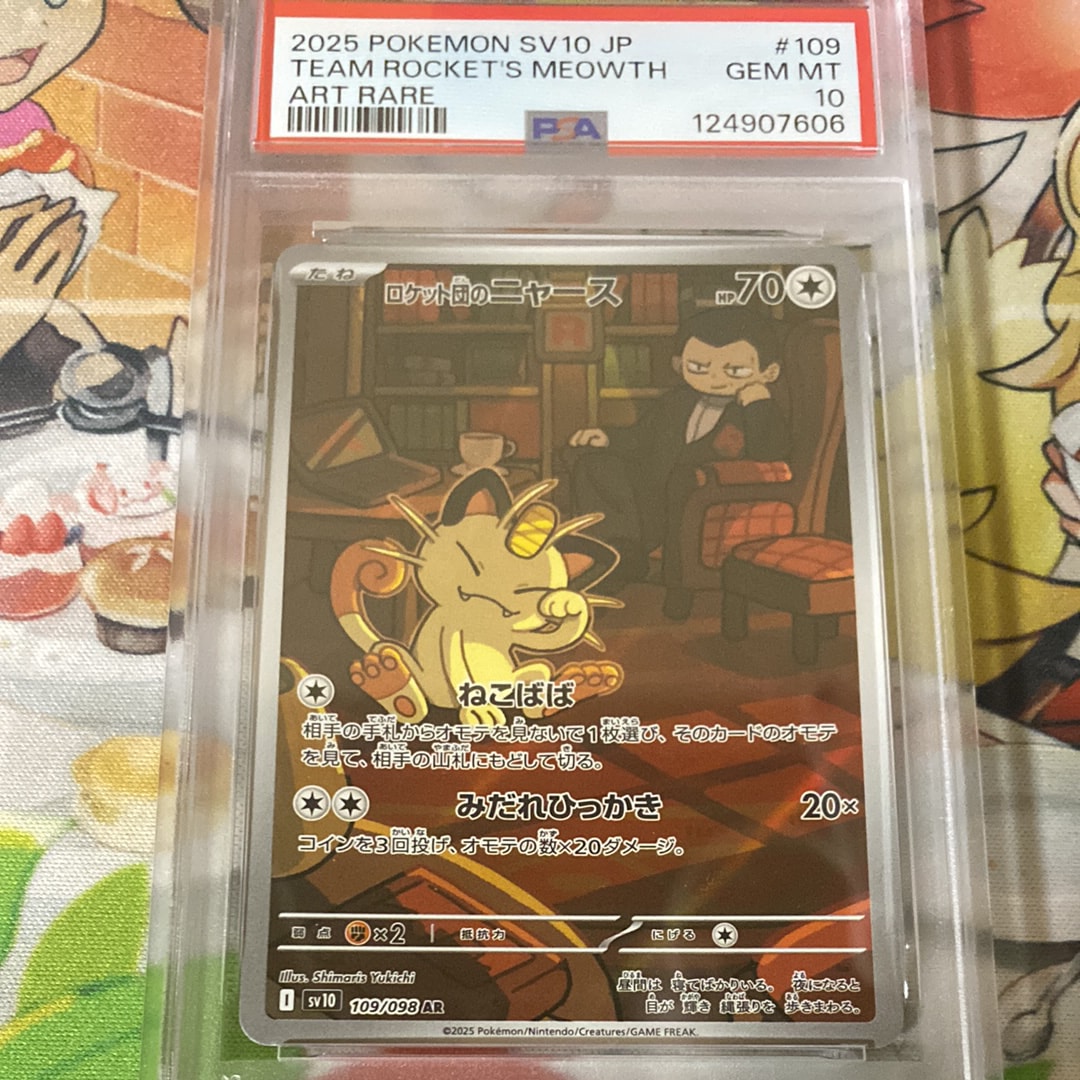 2025 POKEMON SV10 JP #109
TEAM ROCKET'S MEOWTH GEM MT
ART RARE 10
PSA 124907606
たね ロケット団のニャース HP70
R
ねこばば
相手の手札からオモテを見ないで1枚選び、そのカードのオモテ
を見て、相手の山札にもどして切る。
みだれひっかき 20×
コインを3回投げ、オモテの数×20ダメージ。
弱点 ×2 抵抗力 にげる
Illus. Shimaris Yukichi
昼間は 寝てばかりいる。 夜になると
目が 輝き 縄張りを 歩きまわる。
I SV10 109/098 AR
©2025 Pokémon/Nintendo/Creatures/GAME FREAK.